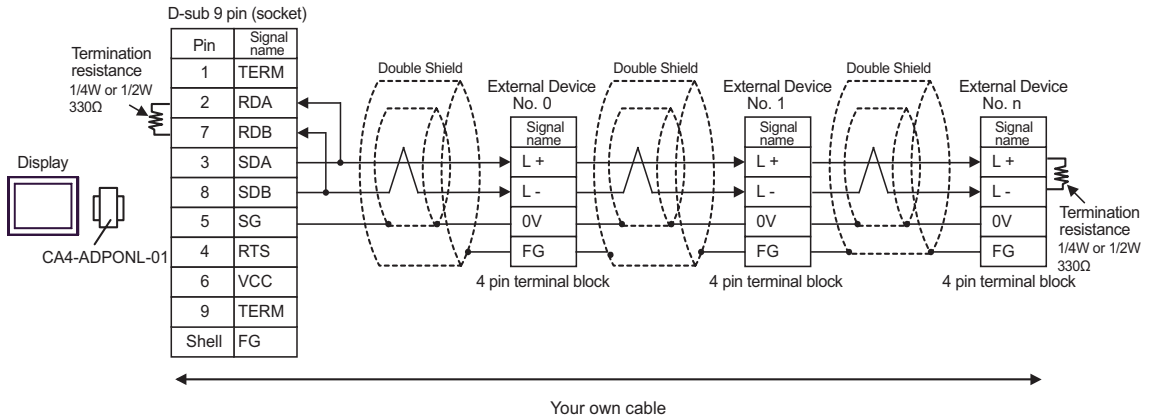 D-sub 9 pin (socket)
Pin Signal name
1 TERM
2 RDA
7 RDB
3 SDA
8 SDB
5 SG
4 RTS
6 VCC
9 TERM
Shell FG
Termination
resistance
1/4W or 1/2W
330Ω
Display
CA4-ADPONL-01
Double Shield
External Device
No. 0
Signal
name
L +
L -
0V
FG
4 pin terminal block
Double Shield
External Device
No. 1
Signal
name
L +
L -
0V
FG
4 pin terminal block
Double Shield
External Device
No. n
Signal
name
L +
L -
0V
FG
4 pin terminal block
Termination
resistance
1/4W or 1/2W
330Ω
Your own cable